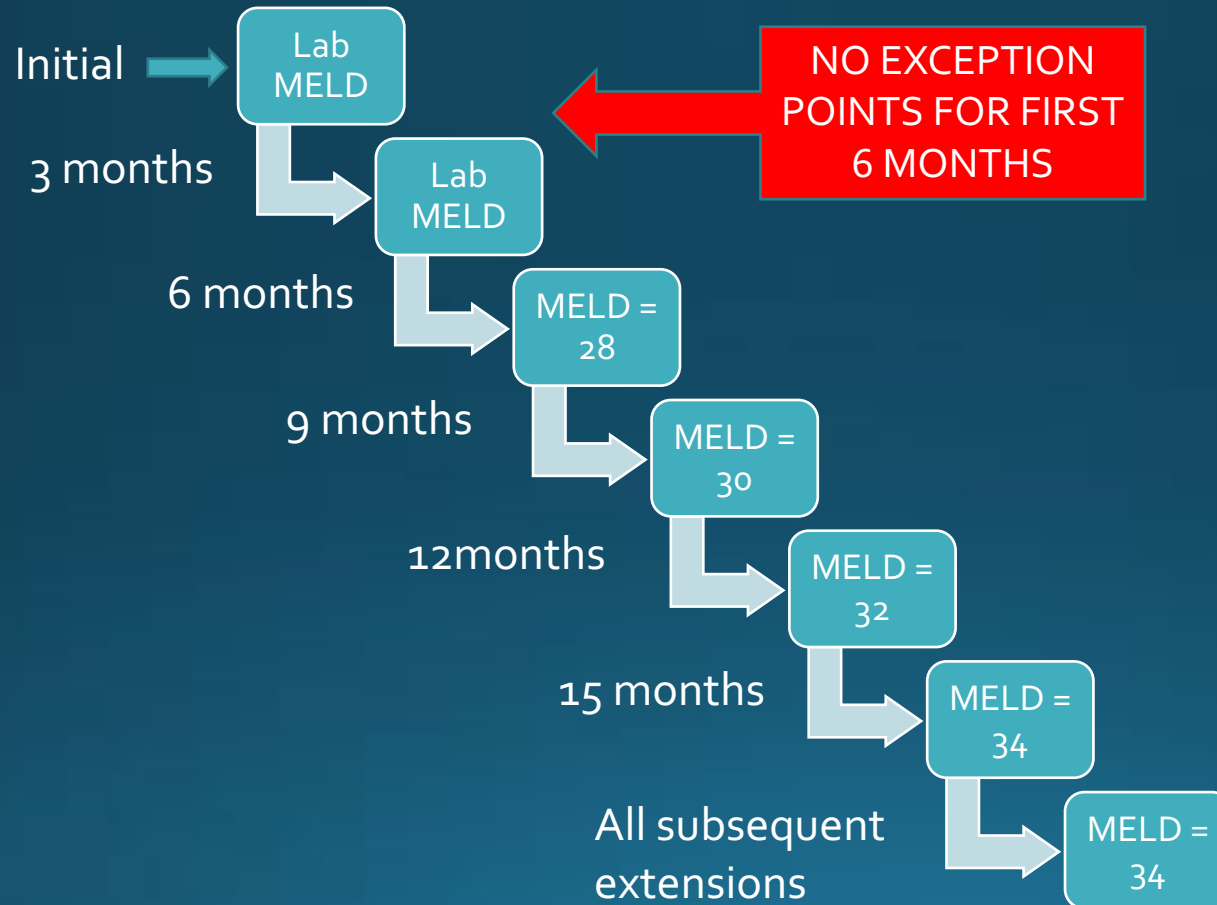 Initial
Lab
MELD
NO EXCEPTION
POINTS FOR FIRST
6 MONTHS
3 months
Lab
MELD
6 months
MELD =
28
9 months
MELD =
30
12months
MELD =
32
15 months
MELD =
34
All subsequent
extensions
MELD =
34